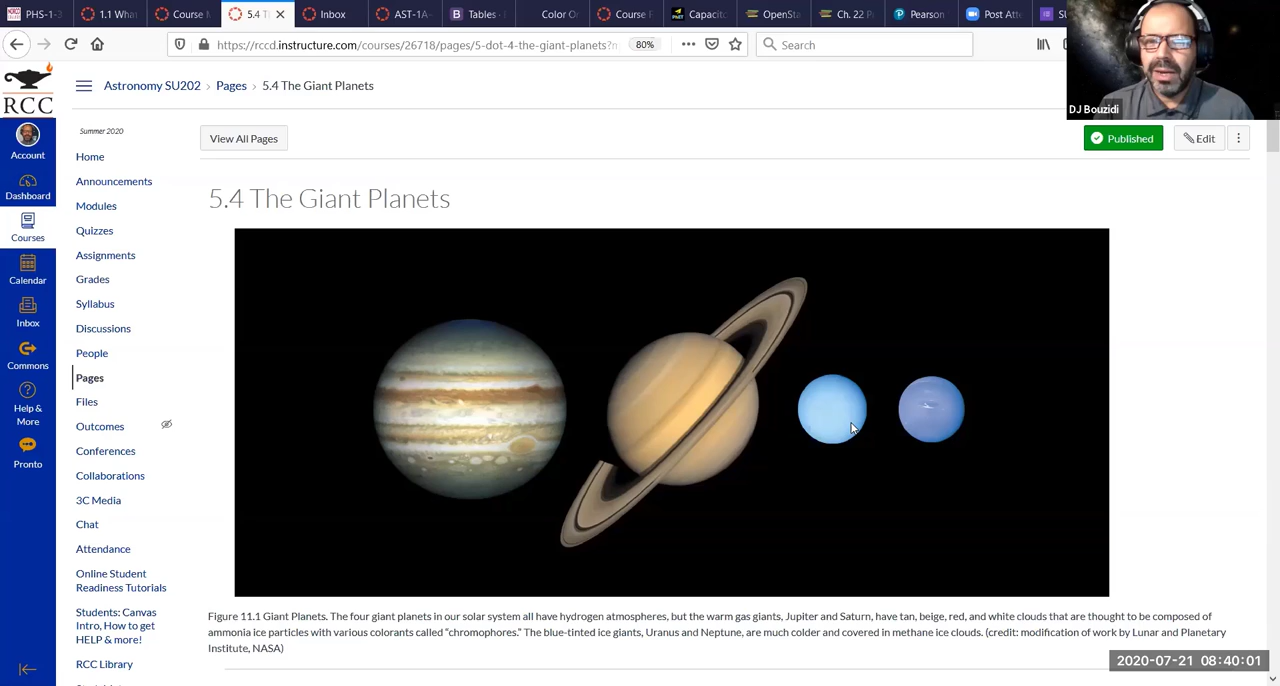 PHS-1-3
1.1 What
Course M
5.4 T
Inbox
AST-1A-
Tables -
Color Or
Course R
Capacito
OpenSta
Ch. 22 P
Pearson
Post Atte
https://rccd.instructure.com/courses/26718/pages/5-dot-4-the-giant-planets?m
80%
Search
DJ Bouzidi
RCC
Astronomy SU202 › Pages › 5.4 The Giant Planets
Summer 2020
View All Pages
Published
Edit
Account
Dashboard
Courses
Calendar
Inbox
Commons
Help &
More
Pronto
Home
Announcements
Modules
Quizzes
Assignments
Grades
Syllabus
Discussions
People
Pages
Files
Outcomes
Conferences
Collaborations
3C Media
Chat
Attendance
Online Student
Readiness Tutorials
Students: Canvas
Intro, How to get
HELP & more!
RCC Library
5.4 The Giant Planets
Figure 11.1 Giant Planets. The four giant planets in our solar system all have hydrogen atmospheres, but the warm gas giants, Jupiter and Saturn, have tan, beige, red, and white clouds that are thought to be composed of
ammonia ice particles with various colorants called “chromophores.” The blue-tinted ice giants, Uranus and Neptune, are much colder and covered in methane ice clouds. (credit: modification of work by Lunar and Planetary
Institute, NASA)
2020-07-21 08:40:01